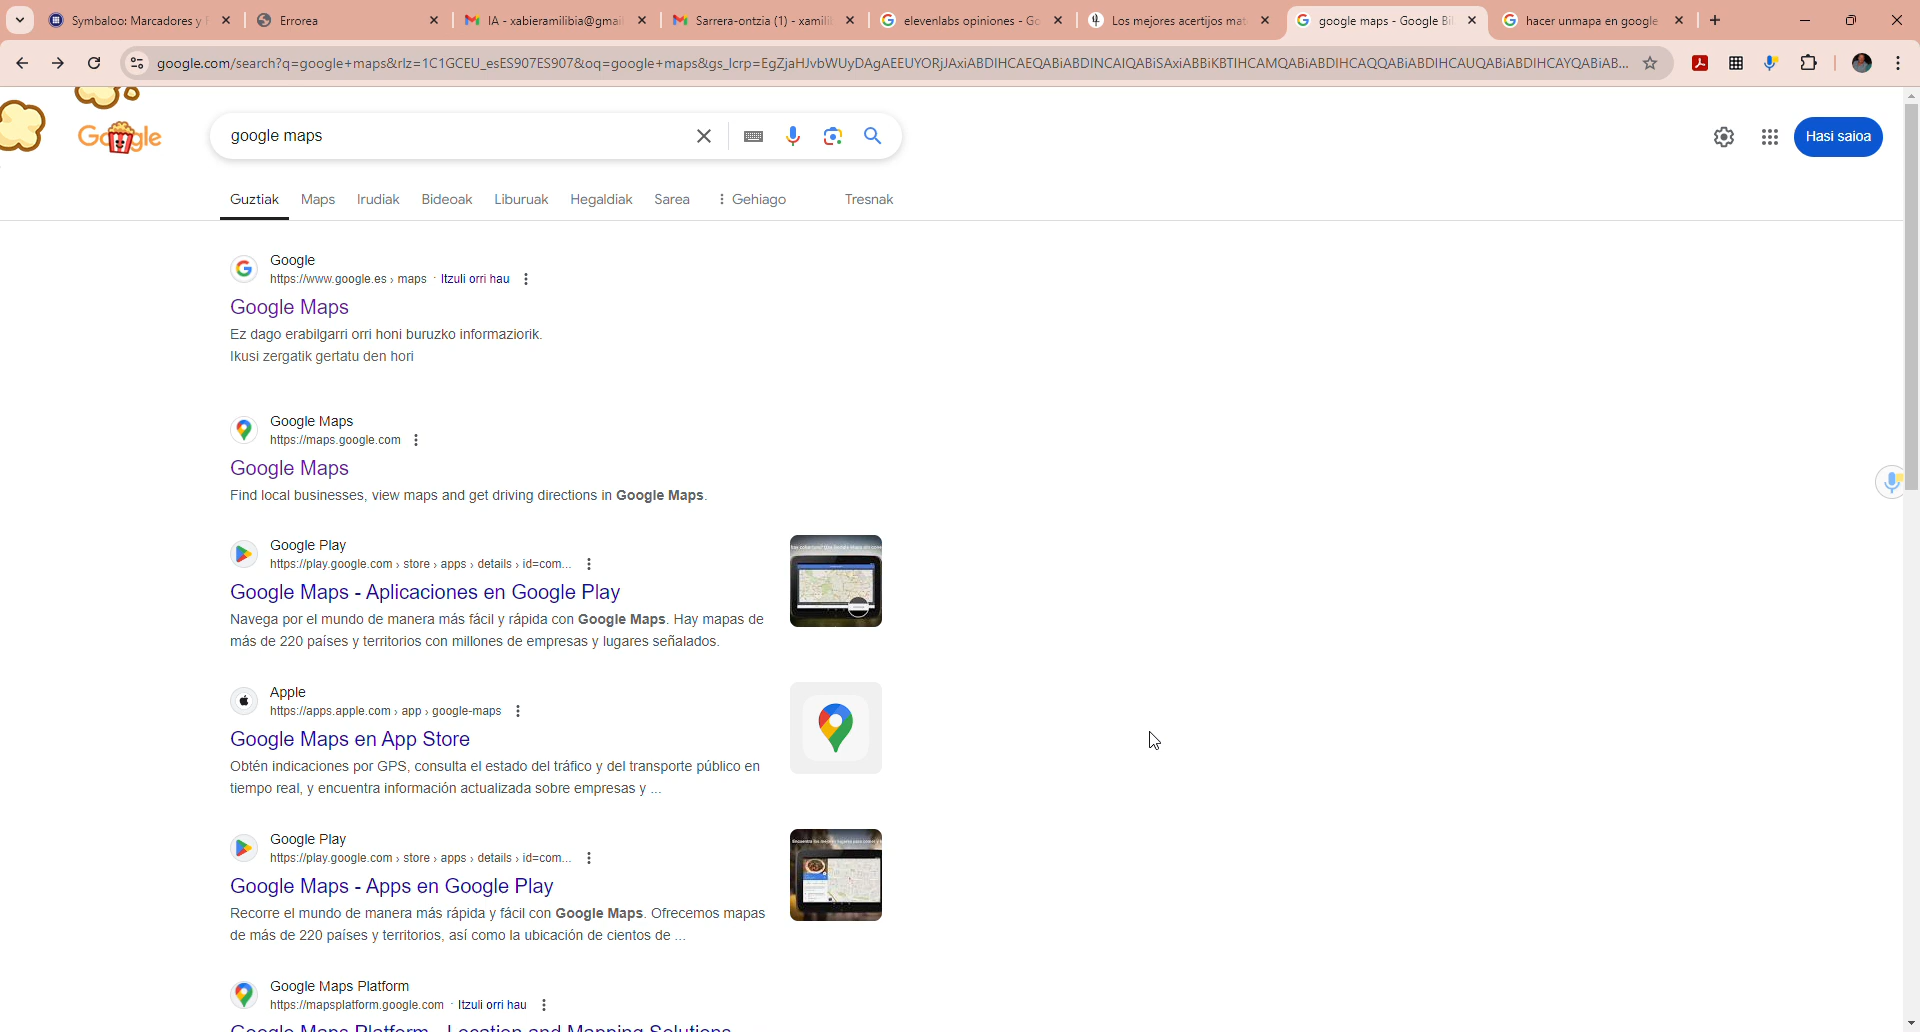 Symbaloo: Marcadores y F
Errorea
IA - xabieramilibia@gmail
Sarrera-ontzia (1) - xamili
elevenlabs opiniones - Go
Los mejores acertijos mat
google maps - Google Bi
hacer unmapa en google
google.com/search?q=google+maps&rlz=1C1GCEU_esES907ES907&oq=google+maps&gs_lcrp=EgZjaHJvbWUyDAgAEEUYORjJAxiABDIHCAEQABiABDINCAIQABiSAxiABBiKBTIHCAMQABiABDIHCAQQABiABDIHCAUQABiABDIHCAYQABiAB...
Google
google maps
Hasi saioa
Guztiak
Maps
Irudiak
Bideoak
Liburuak
Hegaldiak
Sarea
Gehiago
Tresnak
Google
https://www.google.es › maps · Itzuli orri hau
Google Maps
Ez dago erabilgarri orri honi buruzko informaziorik.
Ikusi zergatik gertatu den hori
Google Maps
https://maps.google.com
Google Maps
Find local businesses, view maps and get driving directions in Google Maps.
Google Play
https://play.google.com › store › apps › details › id=com...
Google Maps - Aplicaciones en Google Play
Navega por el mundo de manera más fácil y rápida con Google Maps. Hay mapas de
más de 220 países y territorios con millones de empresas y lugares señalados.
Apple
https://apps.apple.com › app › google-maps
Google Maps en App Store
Obtén indicaciones por GPS, consulta el estado del tráfico y del transporte público en
tiempo real, y encuentra información actualizada sobre empresas y ...
Google Play
https://play.google.com › store › apps › details › id=com...
Google Maps - Apps en Google Play
Recorre el mundo de manera más rápida y fácil con Google Maps. Ofrecemos mapas
de más de 220 países y territorios, así como la ubicación de cientos de ...
Google Maps Platform
https://mapsplatform.google.com · Itzuli orri hau
Google Maps Platform - Location and Mapping Solutions